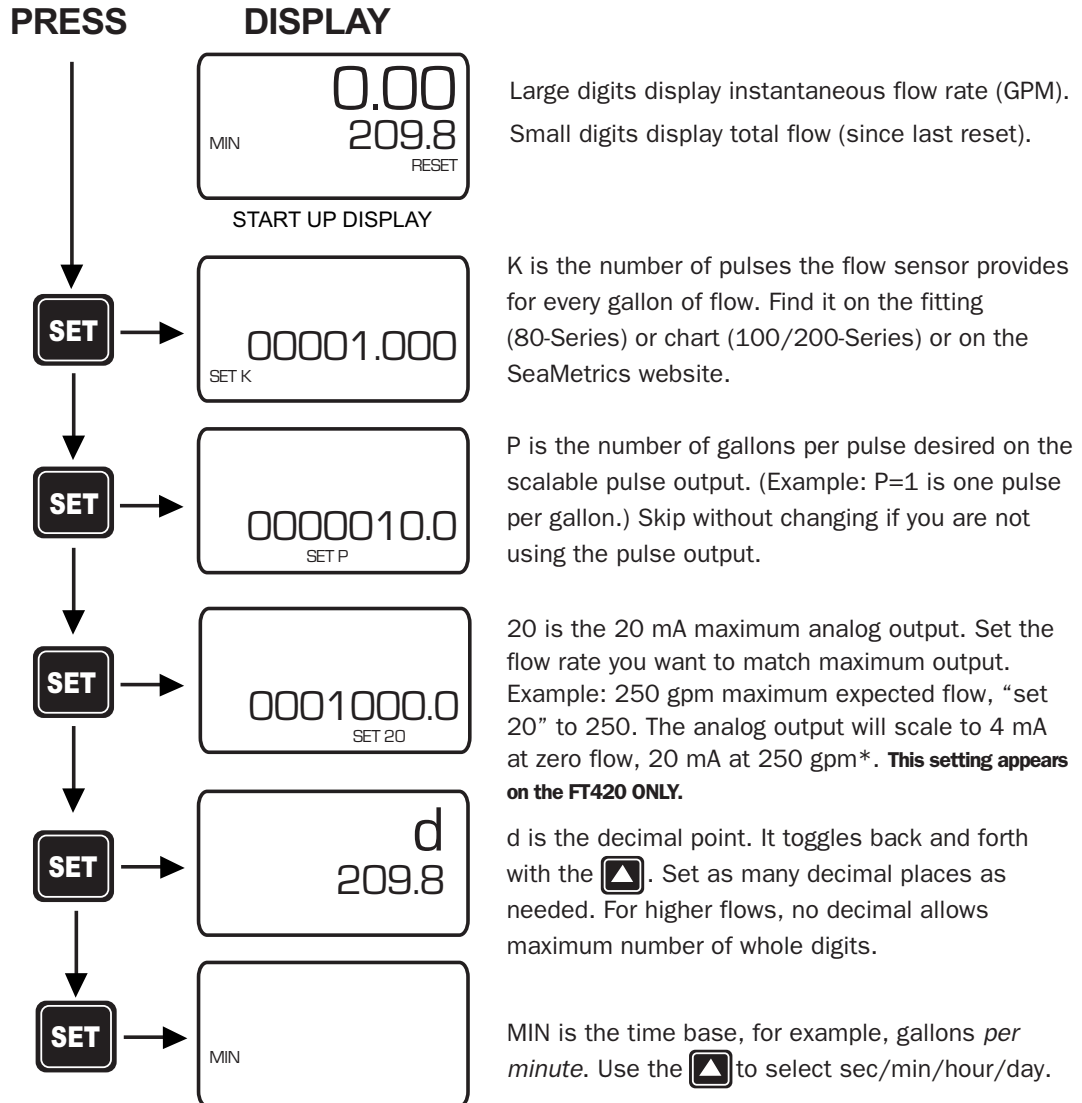 PRESS DISPLAY
0.00
MIN 209.8
RESET
START UP DISPLAY
Large digits display instantaneous flow rate (GPM).
Small digits display total flow (since last reset).
SET
00001.000
SET K
K is the number of pulses the flow sensor provides
for every gallon of flow. Find it on the fitting
(80-Series) or chart (100/200-Series) or on the
SeaMetrics website.
SET
0000010.0
SET P
P is the number of gallons per pulse desired on the
scalable pulse output. (Example: P=1 is one pulse
per gallon.) Skip without changing if you are not
using the pulse output.
SET
0001000.0
SET 20
20 is the 20 mA maximum analog output. Set the
flow rate you want to match maximum output.
Example: 250 gpm maximum expected flow, “set
20” to 250. The analog output will scale to 4 mA
at zero flow, 20 mA at 250 gpm*. This setting appears
on the FT420 ONLY.
SET
d
209.8
d is the decimal point. It toggles back and forth
with the . Set as many decimal places as
needed. For higher flows, no decimal allows
maximum number of whole digits.
SET
MIN
MIN is the time base, for example, gallons per
minute. Use the to select sec/min/hour/day.